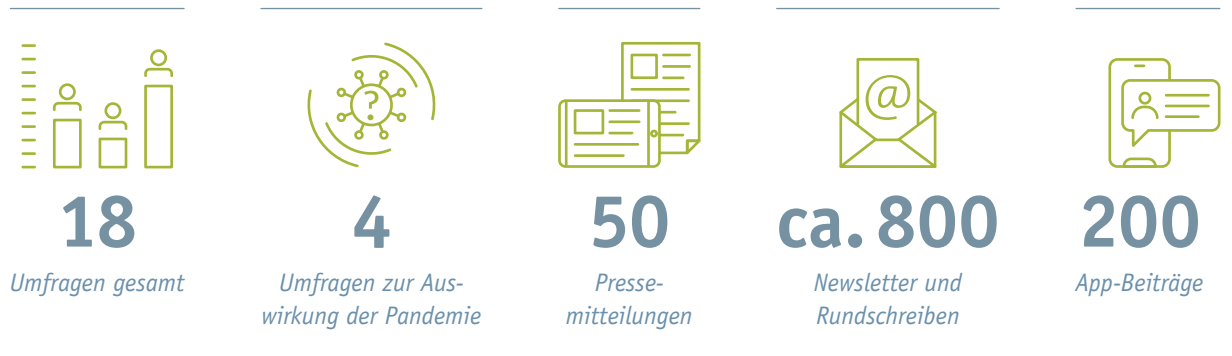 ?
@
18
Umfragen gesamt
4
Umfragen zur Aus-
wirkung der Pandemie
50
Presse-
mitteilungen
ca. 800
Newsletter und
Rundschreiben
200
App-Beiträge